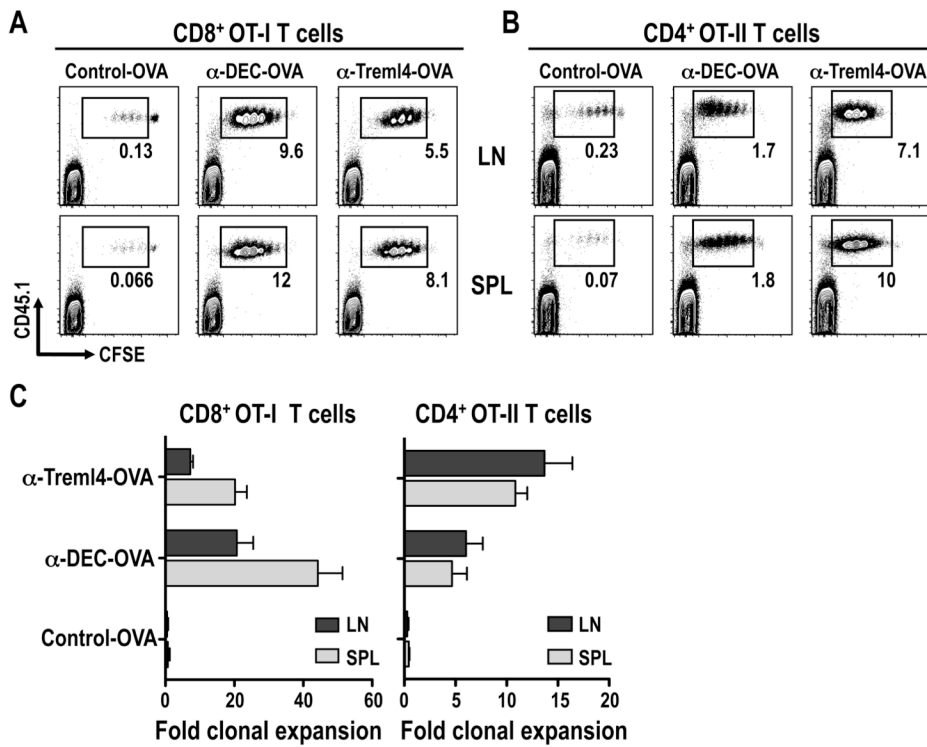 A
CD8+ OT-I T cells
Control-OVA α-DEC-OVA α-Treml4-OVA
0.13 9.6 5.5
0.066 12 8.1
CD45.1
CFSE
B
CD4+ OT-II T cells
Control-OVA α-DEC-OVA α-Treml4-OVA
LN
0.23 1.7 7.1
SPL
0.07 1.8 10
C
CD8+ OT-I T cells
CD4+ OT-II T cells
α-Treml4-OVA
α-DEC-OVA
Control-OVA
LN
SPL
0 20 40 60
Fold clonal expansion
LN
SPL
0 5 10 15 20
Fold clonal expansion